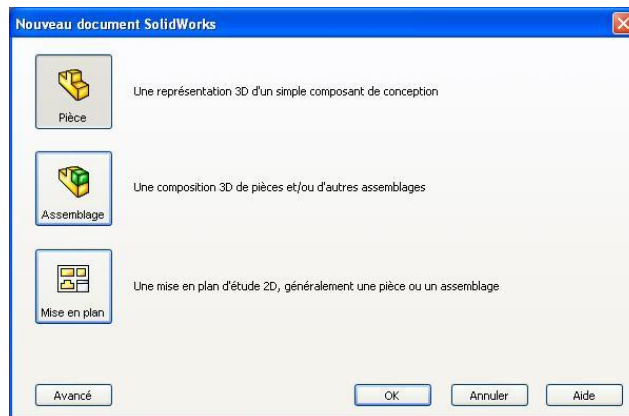 Nouveau document SolidWorks
Pièce
Une représentation 3D d'un simple composant de conception
Assemblage
Une composition 3D de pièces et/ou d'autres assemblages
Mise en plan
Une mise en plan d'étude 2D, généralement une pièce ou un assemblage
Avancé
OK
Annuler
Aide